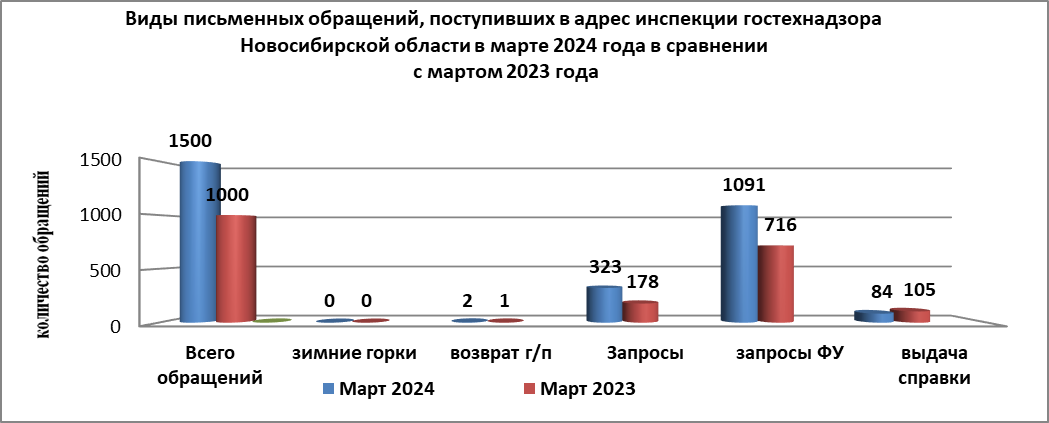 Виды письменных обращений, поступивших в адрес инспекции гостехнадзора
Новосибирской области в марте 2024 года в сравнении
с мартом 2023 года
количество обращений
1500
1000
500
0
1500
1000
0
0
2
1
323
178
1091
716
84
105
Всего
обращений
зимние горки
возврат г/п
Запросы
запросы ФУ
выдача
справки
Март 2024
Март 2023